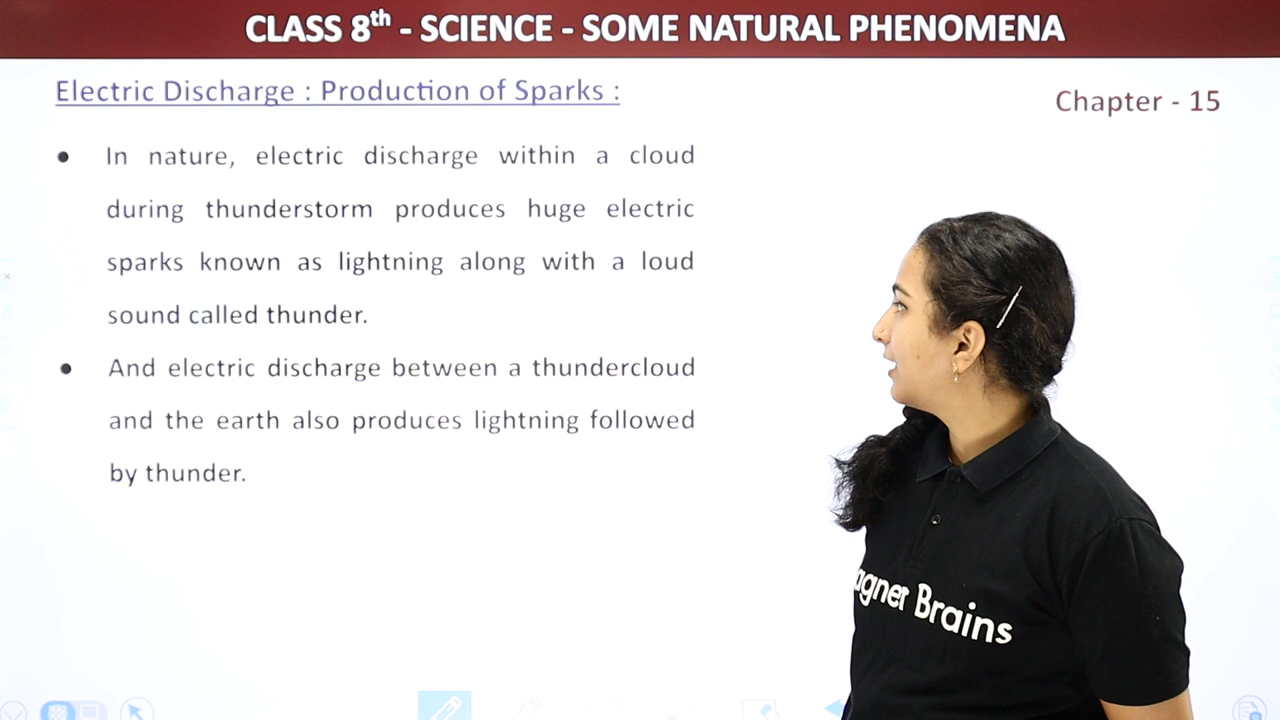 CLASS 8th - SCIENCE - SOME NATURAL PHENOMENA
Electric Discharge : Production of Sparks :
Chapter - 15
● In nature, electric discharge within a cloud
during thunderstorm produces huge electric
sparks known as lightning along with a loud
sound called thunder.
● And electric discharge between a thundercloud
and the earth also produces lightning followed
by thunder.
agner Brains